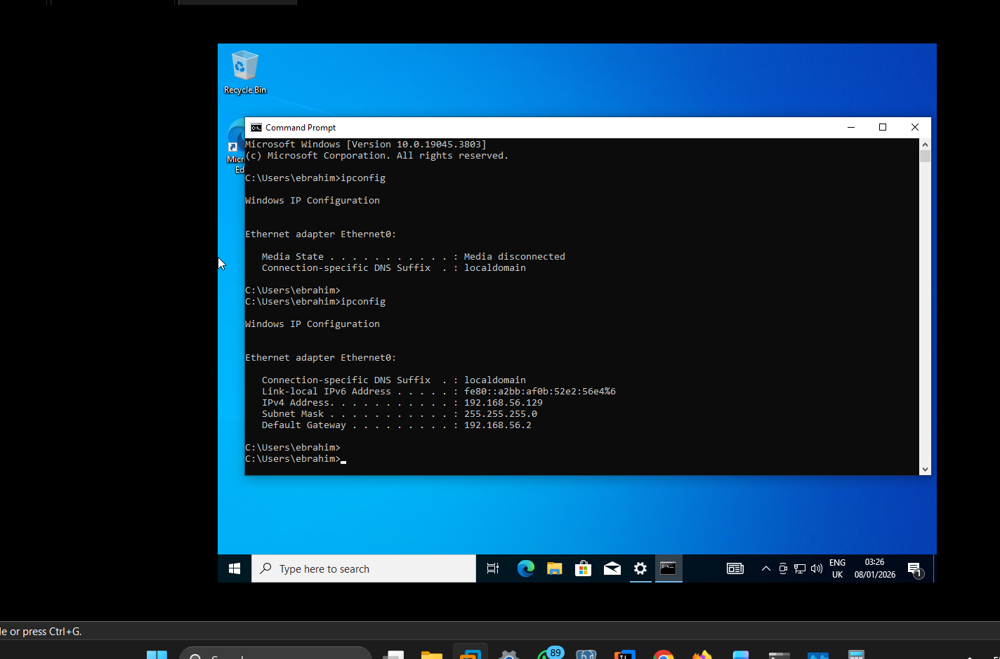 Recycle Bin
Command Prompt
Microsoft Windows [Version 10.0.19045.3803]
(c) Microsoft Corporation. All rights reserved.
C:\Users\ebrahim>ipconfig
Windows IP Configuration
Ethernet adapter Ethernet0:
Media State . . . . . . . . . . . : Media disconnected
Connection-specific DNS Suffix  . : localdomain
C:\Users\ebrahim>
C:\Users\ebrahim>ipconfig
Windows IP Configuration
Ethernet adapter Ethernet0:
Connection-specific DNS Suffix  . : localdomain
Link-local IPv6 Address . . . . . : fe80::a2bb:af0b:52e2:56e4%6
IPv4 Address. . . . . . . . . . . : 192.168.56.129
Subnet Mask . . . . . . . . . . . : 255.255.255.0
Default Gateway . . . . . . . . . : 192.168.56.2
C:\Users\ebrahim>
C:\Users\ebrahim>
Type here to search
ENG
UK
03:26
08/01/2026
1
or press Ctrl+G.
89